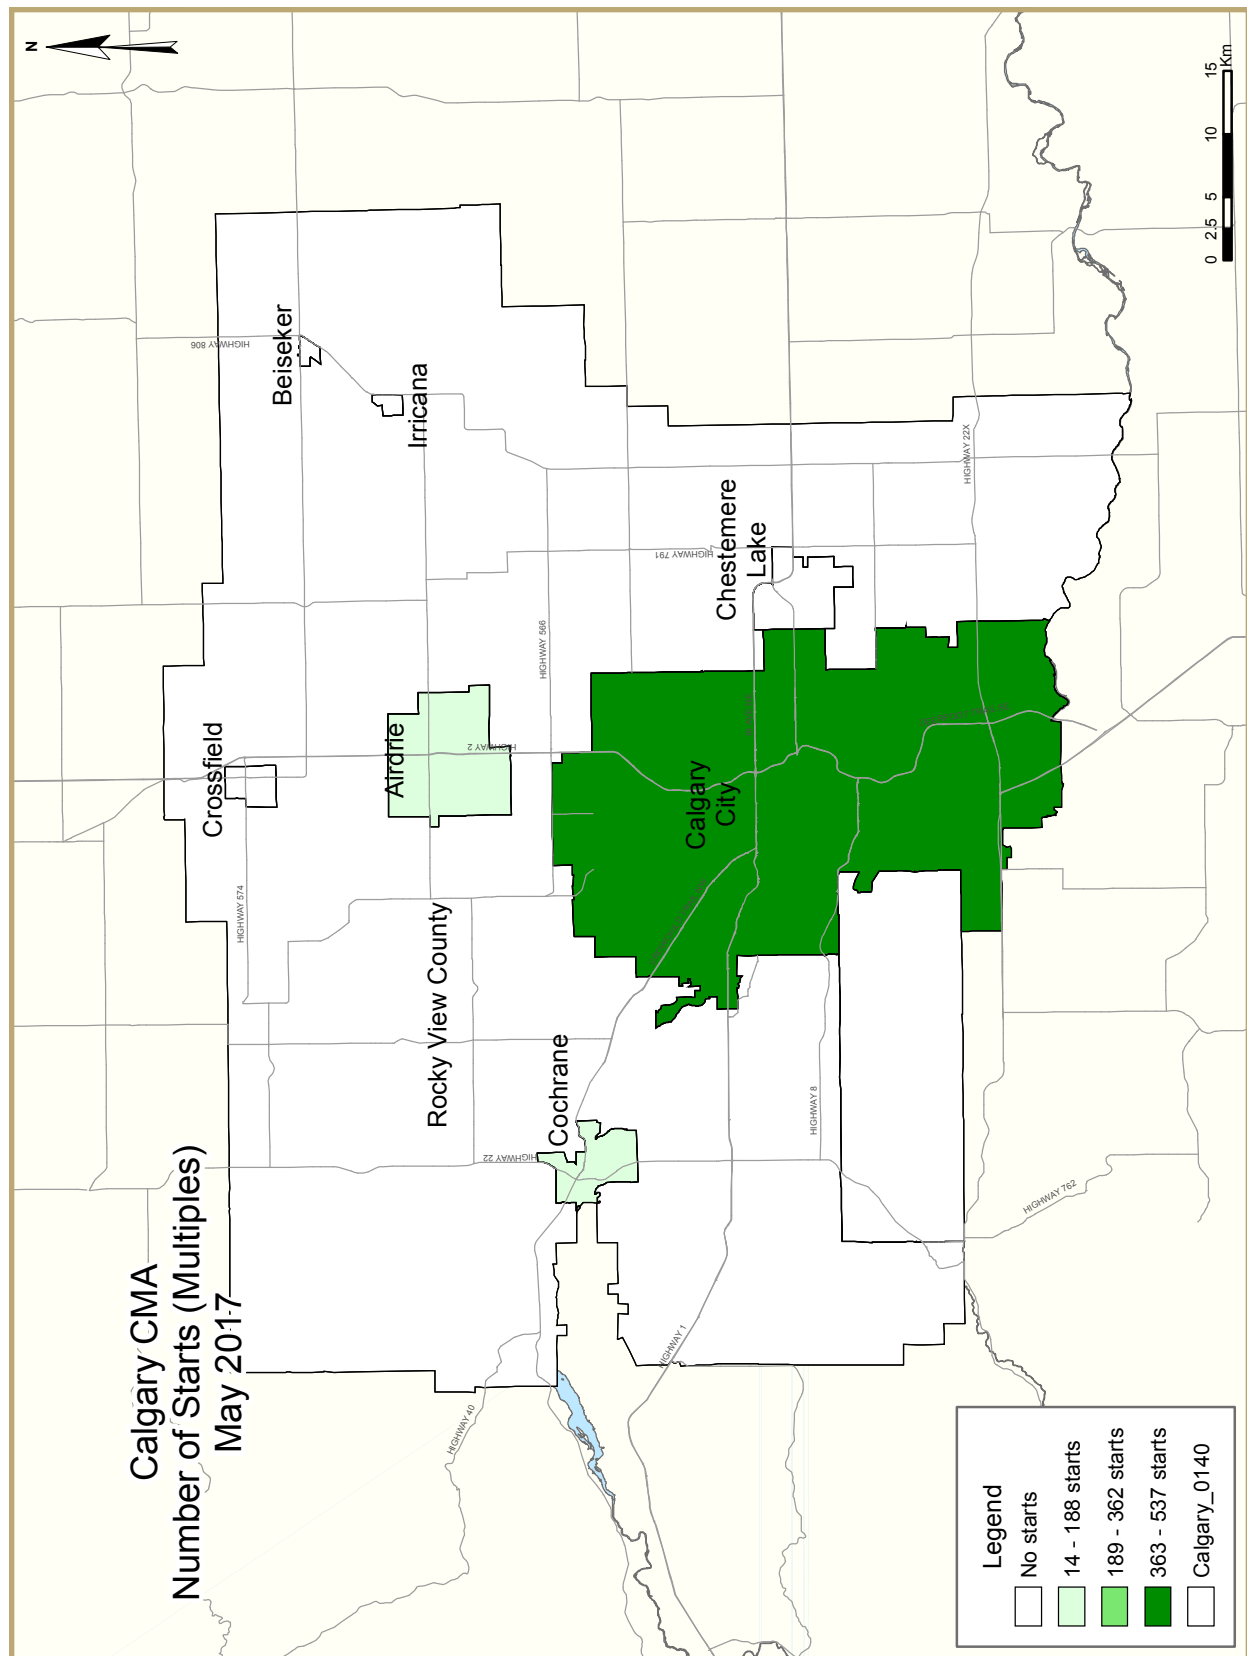 Calgary CMA
Number of Starts (Multiples)
May 2017
N
Crossfield
Beiseker
Irricana
Airdrie
Rocky View County
Cochrane
Calgary
City
Chestemere
Lake
HIGHWAY 574
HIGHWAY 806
HIGHWAY 566
HIGHWAY 2
HIGHWAY 791
HIGHWAY 22
HIGHWAY 22X
HIGHWAY 40
HIGHWAY 1
HIGHWAY 8
HIGHWAY 762
Legend
No starts
14 - 188 starts
189 - 362 starts
363 - 537 starts
Calgary_0140
0 2.5 5 10 15
Km